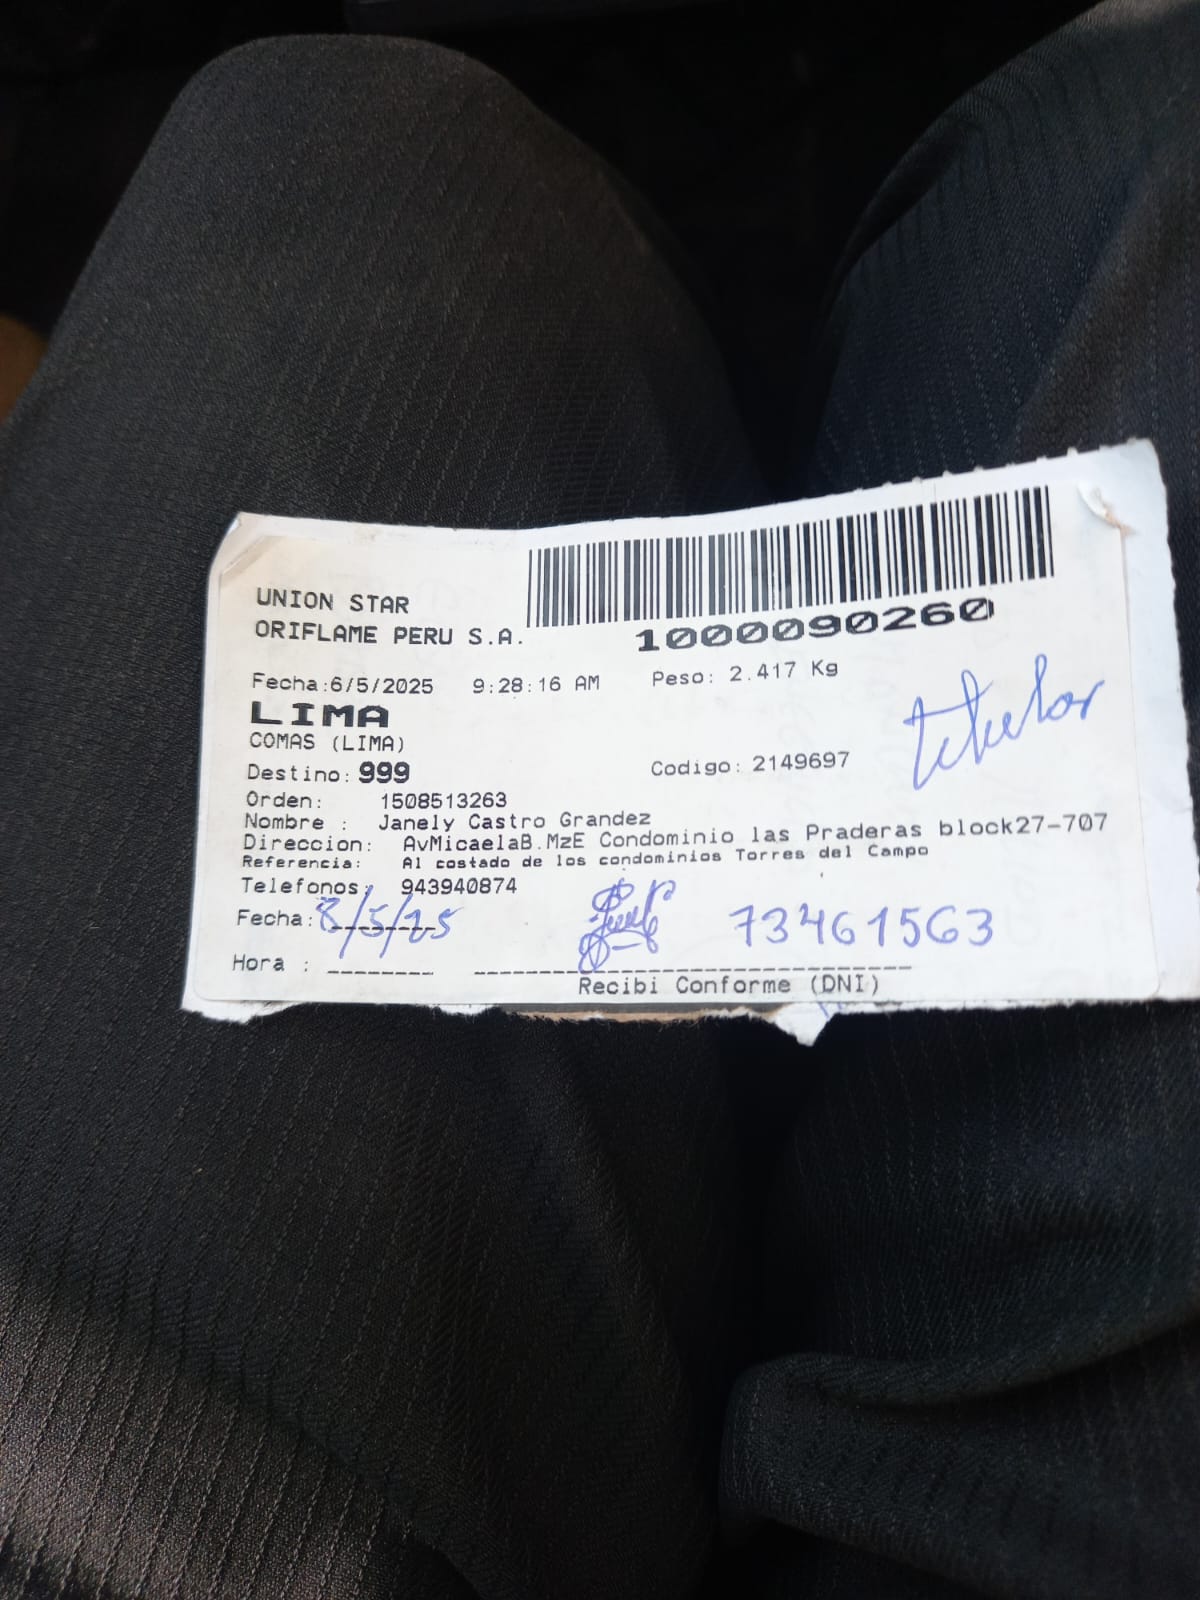 UNION STAR
ORIFLAME PERU S.A.
1000090260
Fecha:6/5/2025 9:28:16 AM Peso: 2.417 Kg
LIMA
COMAS (LIMA)
titular
Destino: 999 Codigo: 2149697
Orden: 1508513263
Nombre : Janely Castro Grandez
Direccion: AvMicaelaB.MzE Condominio las Praderas block27-707
Referencia: Al costado de los condominios Torres del Campo
Telefonos: 943940874
Fecha: 8/5/25 73461563
Hora :
Recibi Conforme (DNI)